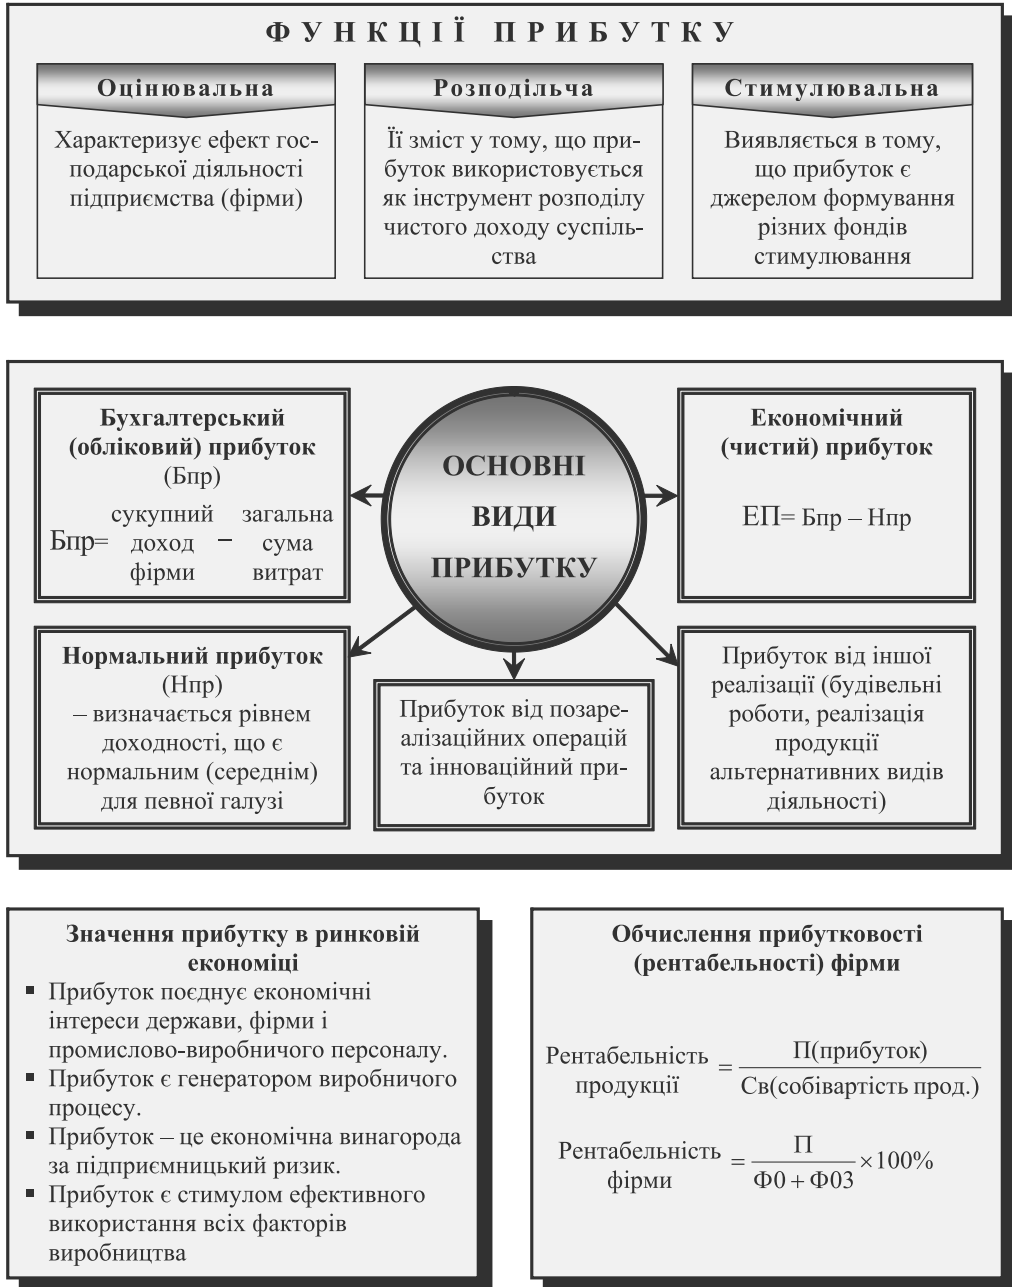 ФУНКЦІЇ ПРИБУТКУ
Оцінювальна
Характеризує ефект гос-
подарської діяльності
підприємства (фірми)
Розподільча
Її зміст у тому, що при-
буток використовується
як інструмент розподілу
чистого доходу суспіль-
ства
Стимулювальна
Виявляється в тому,
що прибуток є
джерелом формування
різних фондів
стимулювання
Бухгалтерський
(обліковий) прибуток
(Бпр)
Бпр= сукупний доход фірми – загальна сума витрат
ОСНОВНІ
ВИДИ
ПРИБУТКУ
Економічний
(чистий) прибуток
ЕП= Бпр – Нпр
Нормальний прибуток
(Нпр)
– визначається рівнем
доходності, що є
нормальним (середнім)
для певної галузі
Прибуток від позаре-
алізаційних операцій
та інноваційний при-
буток
Прибуток від іншої
реалізації (будівельні
роботи, реалізація
продукції
альтернативних видів
діяльності)
Значення прибутку в ринковій
економіці
▪ Прибуток поєднує економічні
інтереси держави, фірми і
промислово-виробничого персоналу.
▪ Прибуток є генератором виробничого
процесу.
▪ Прибуток – це економічна винагорода
за підприємницький ризик.
▪ Прибуток є стимулом ефективного
використання всіх факторів
виробництва
Обчислення прибутковості
(рентабельності) фірми
Рентабельність
продукції
=
П(прибуток)
Св(собівартість прод.)
Рентабельність
фірми
=
П
Ф0 + Ф03
×100%